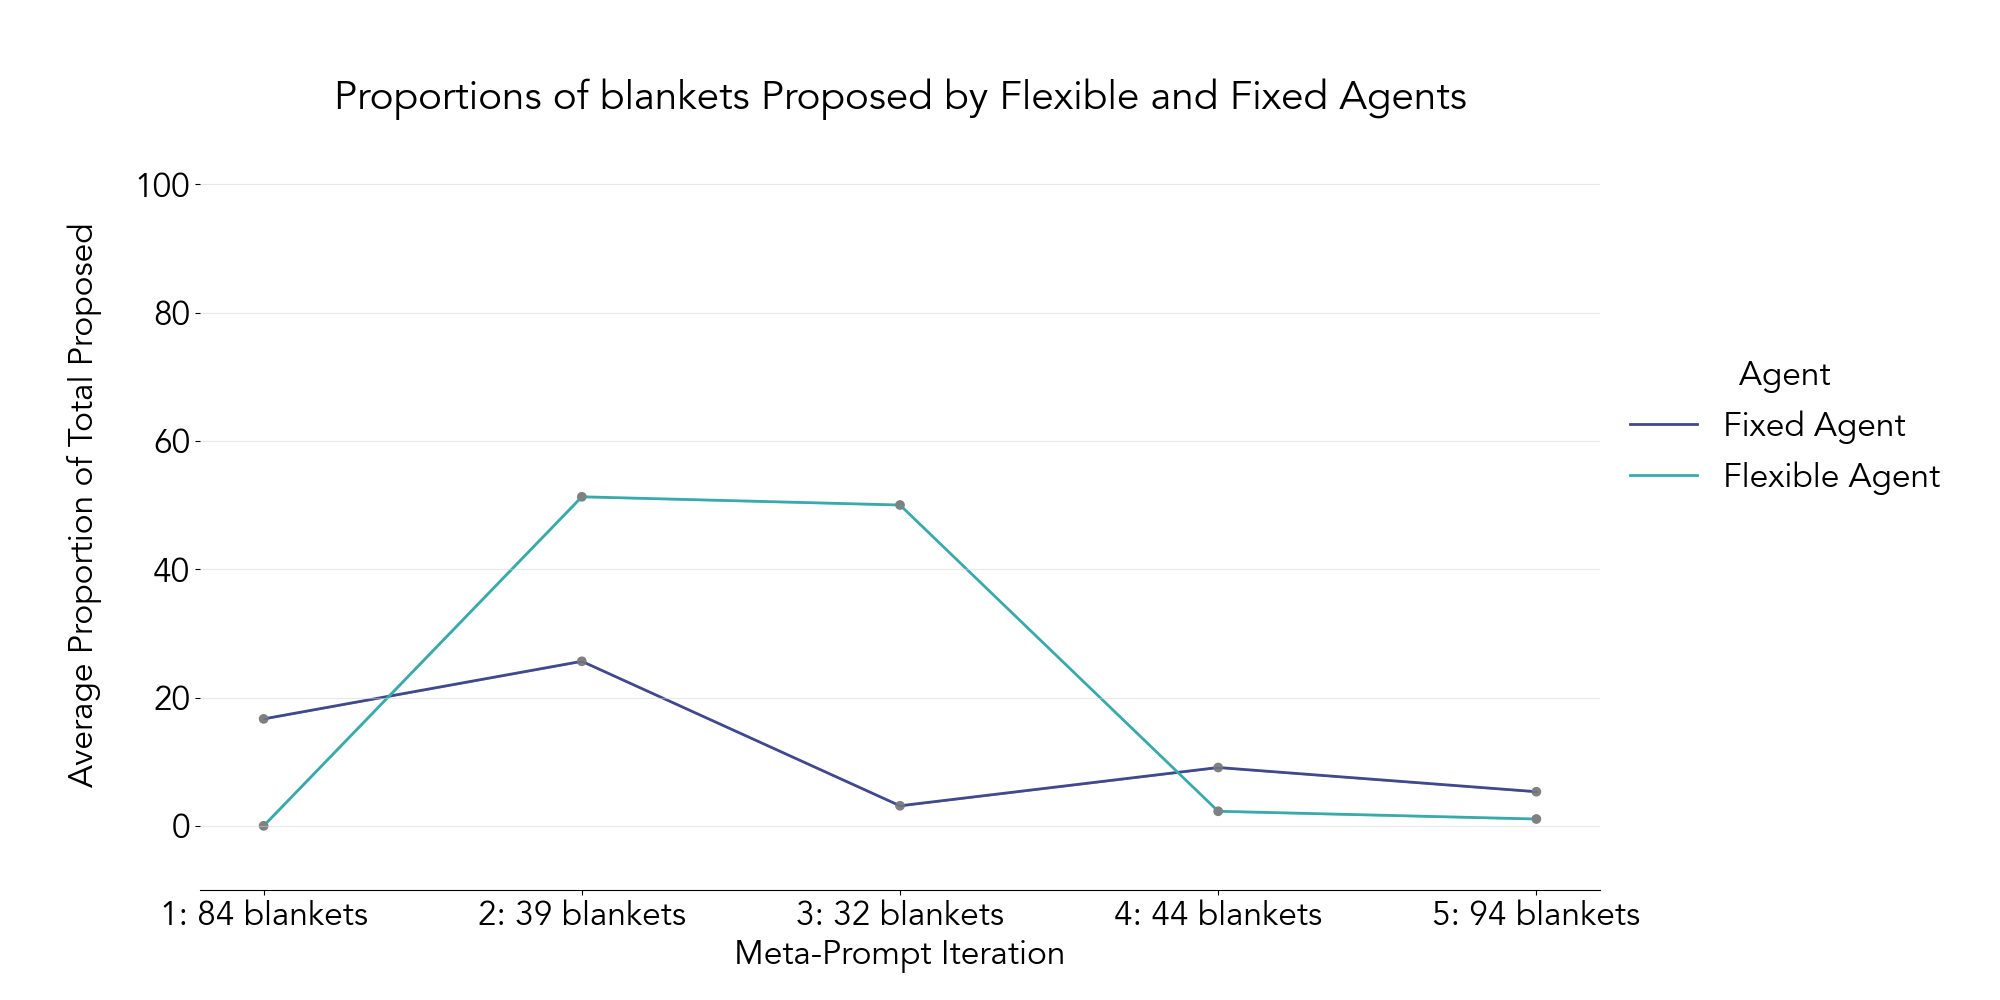 Proportions of blankets Proposed by Flexible and Fixed Agents
Average Proportion of Total Proposed
100
80
60
40
20
0
1: 84 blankets
2: 39 blankets
3: 32 blankets
4: 44 blankets
5: 94 blankets
Meta-Prompt Iteration
Agent
Fixed Agent
Flexible Agent